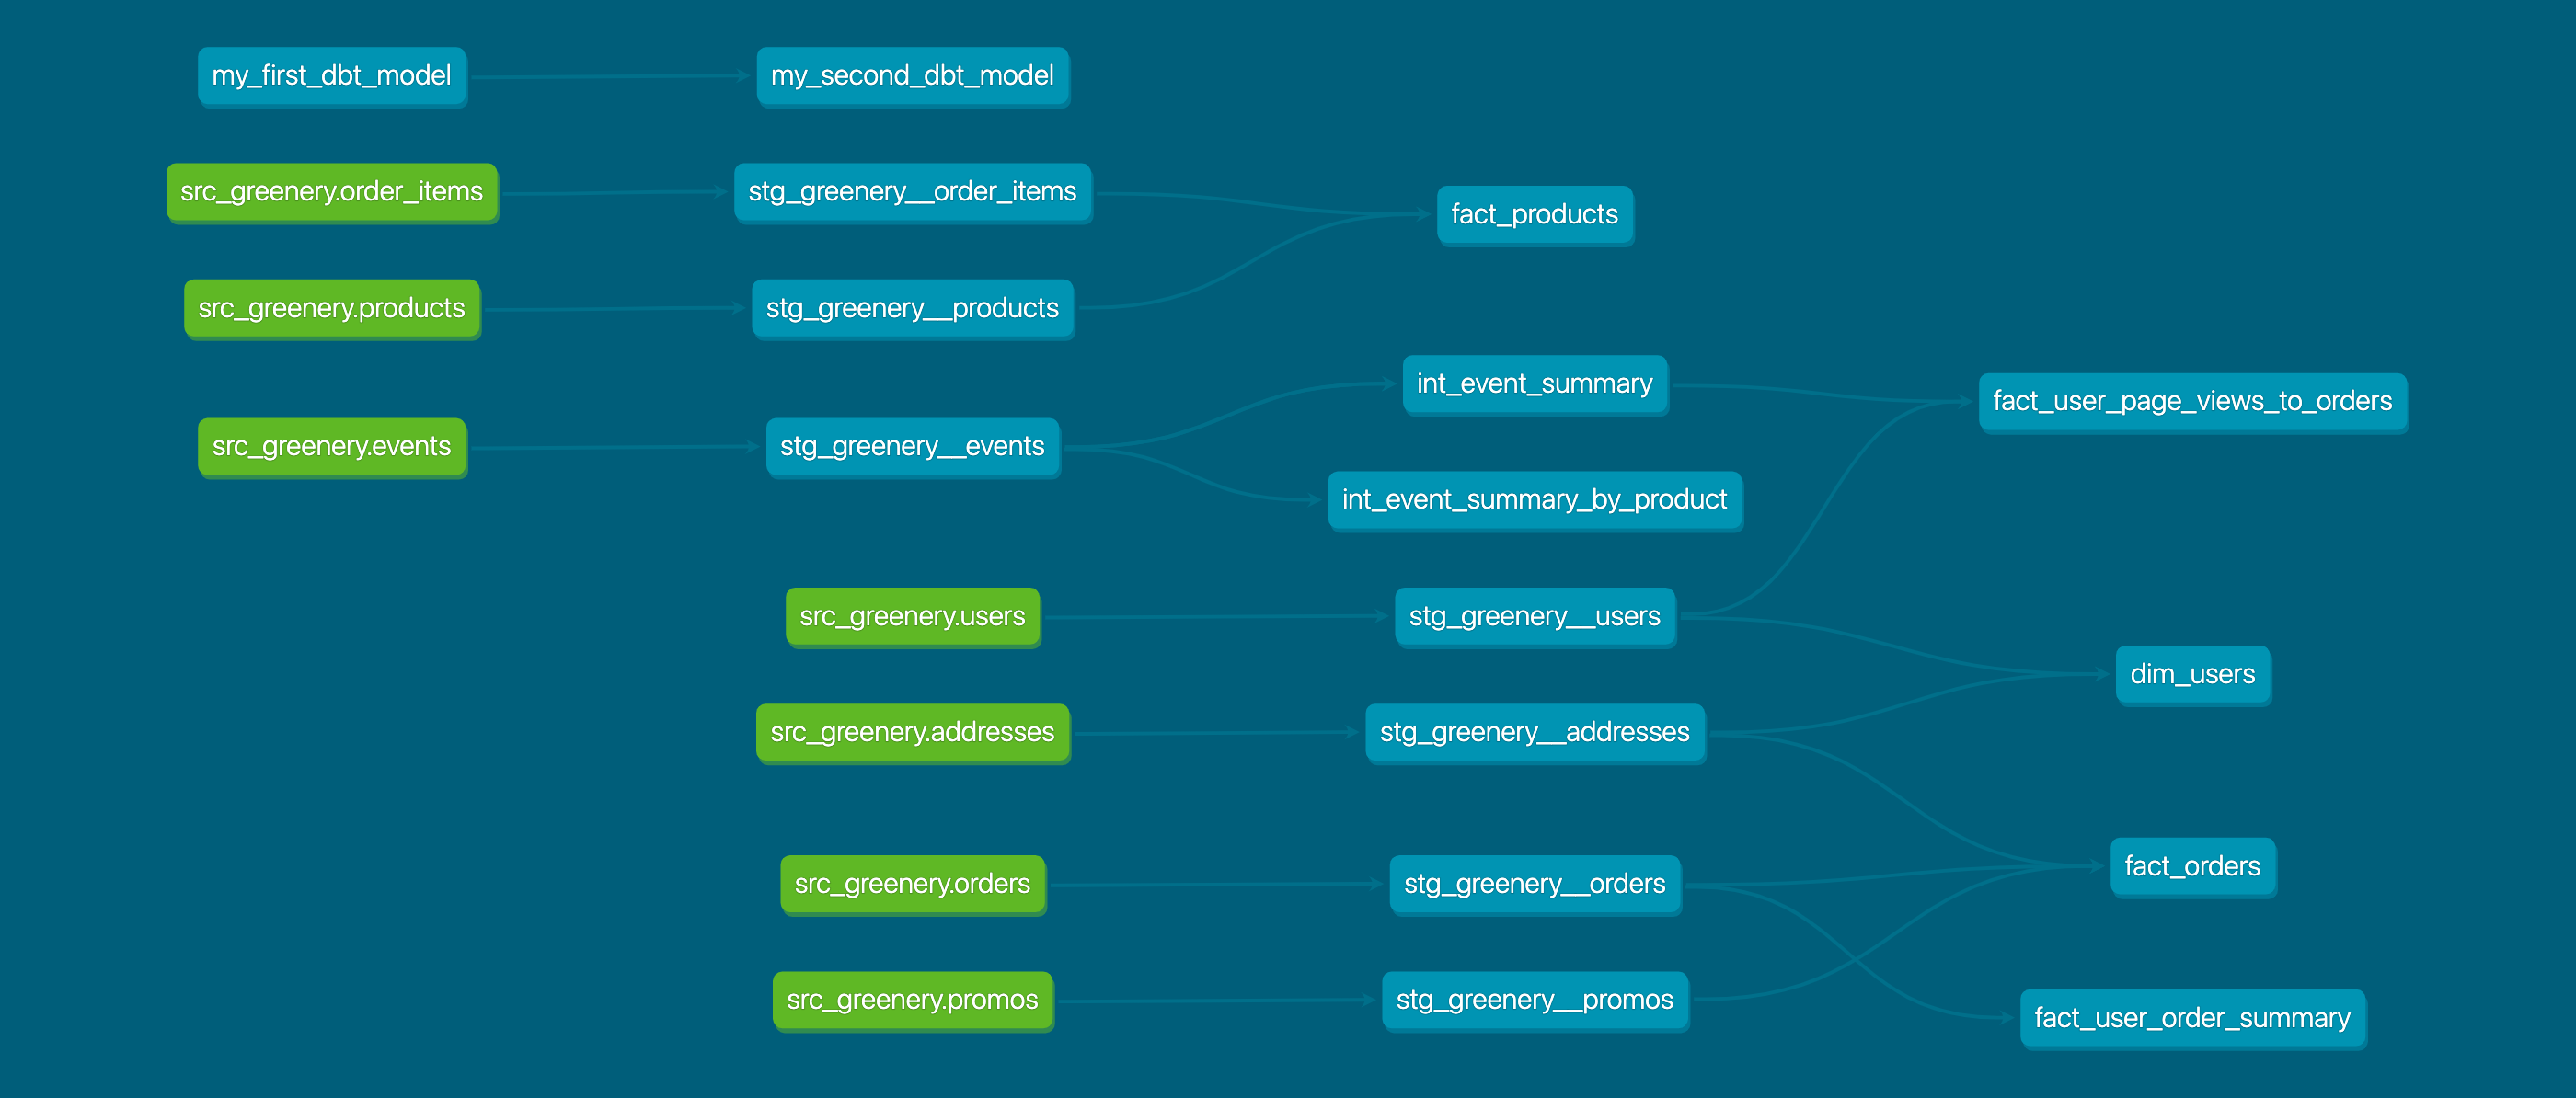 my_first_dbt_model
my_second_dbt_model
src_greenery.order_items
stg_greenery__order_items
fact_products
src_greenery.products
stg_greenery__products
int_event_summary
fact_user_page_views_to_orders
src_greenery.events
stg_greenery__events
int_event_summary_by_product
src_greenery.users
stg_greenery__users
dim_users
src_greenery.addresses
stg_greenery__addresses
fact_orders
src_greenery.orders
stg_greenery__orders
src_greenery.promos
stg_greenery__promos
fact_user_order_summary